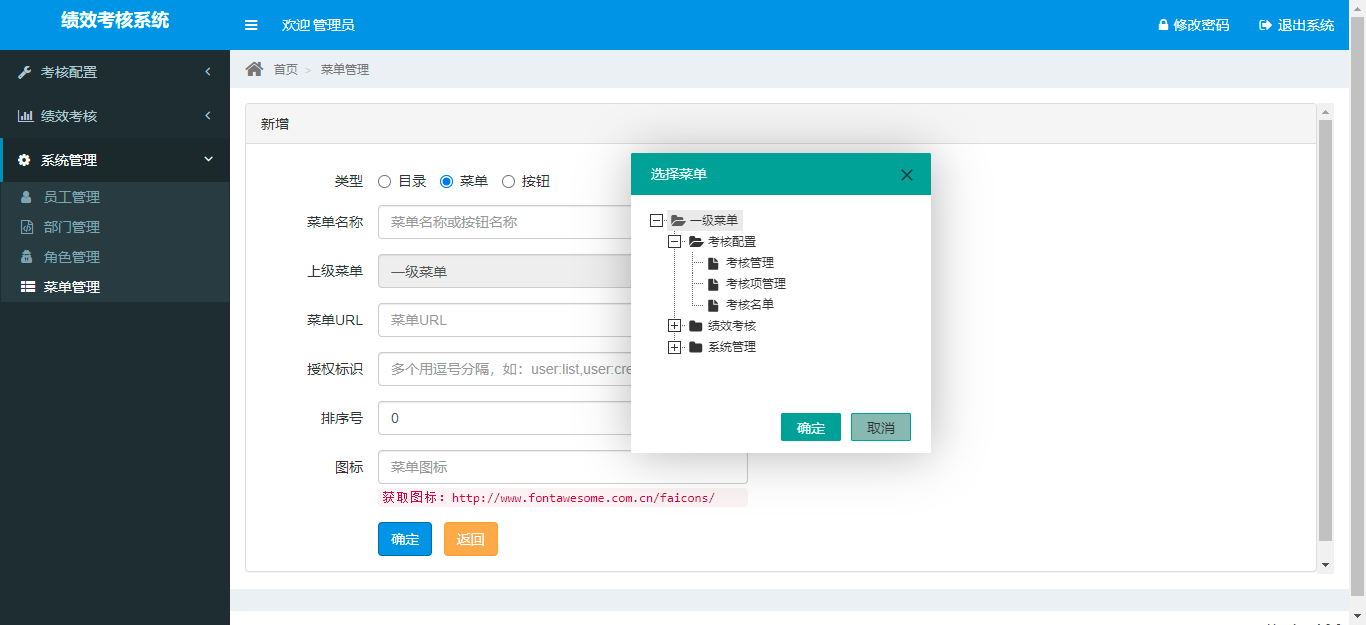 绩效考核系统
欢迎 管理员
修改密码
退出系统
考核配置
绩效考核
系统管理
员工管理
部门管理
角色管理
菜单管理
首页 > 菜单管理
新增
类型 目录 菜单 按钮
菜单名称 菜单名称或按钮名称
上级菜单 一级菜单
菜单URL 菜单URL
授权标识 多个用逗号分隔，如：user:list,user:cre
排序号 0
图标 菜单图标
获取图标：http://www.fontawesome.com.cn/faicons/
确定 返回
选择菜单
一级菜单
考核配置
考核管理
考核项管理
考核名单
绩效考核
系统管理
确定 取消